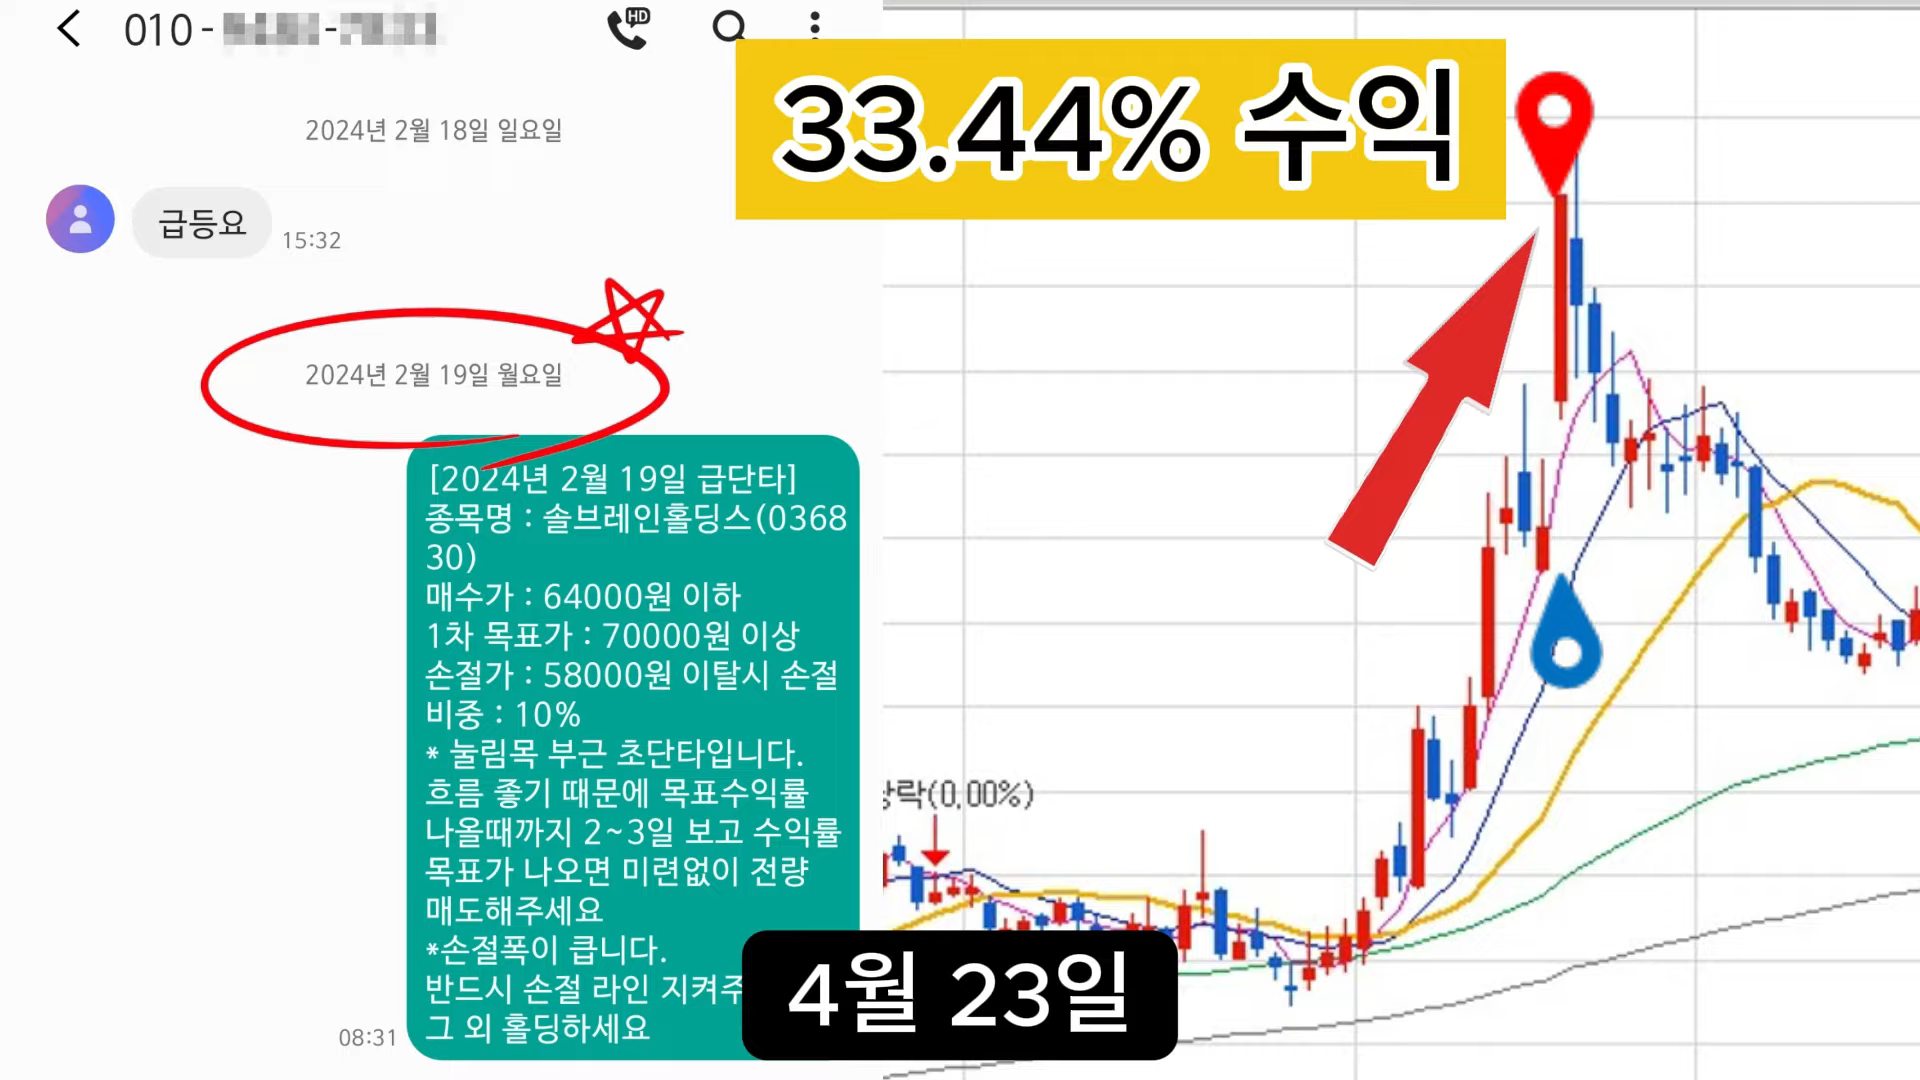 010-
2024년 2월 18일 일요일
급등요
15:32
2024년 2월 19일 월요일
[2024년 2월 19일 급단타]
종목명 : 솔브레인홀딩스(0368
30)
매수가 : 64000원 이하
1차 목표가 : 70000원 이상
손절가 : 58000원 이탈시 손절
비중 : 10%
* 눌림목 부근 초단타입니다.
흐름 좋기 때문에 목표수익률
나올때까지 2~3일 보고 수익률
목표가 나오면 미련없이 전량
매도해주세요
*손절폭이 큽니다.
반드시 손절 라인 지켜주
그 외 홀딩하세요
08:31
HD
33.44% 수익
락(0,00%)
4월 23일